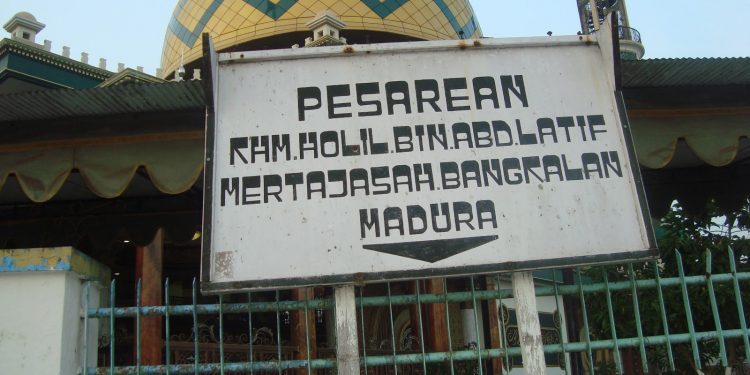 PESAREAN
KHM.HOLIL.BIN.ABD.LATIF
MERTAJASAH.BANGKALAN
MADURA